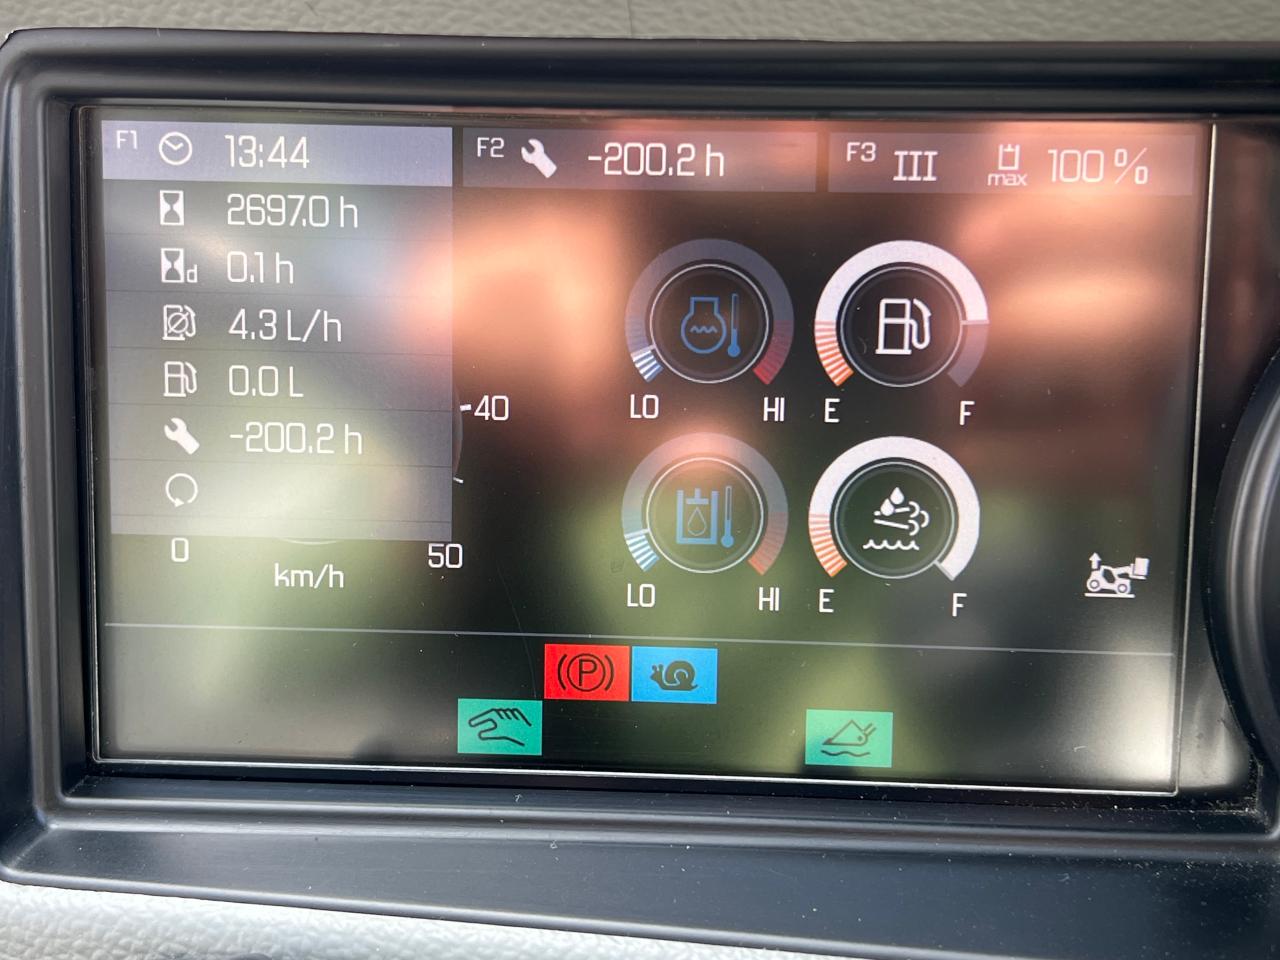 F1 13:44
F2 -200.2 h
F3 III max 100 %
2697.0 h
d 0.1 h
4.3 L/h
0.0 L
-200.2 h
40
0
50
km/h
LO HI
E F
LO HI
E F
(P)